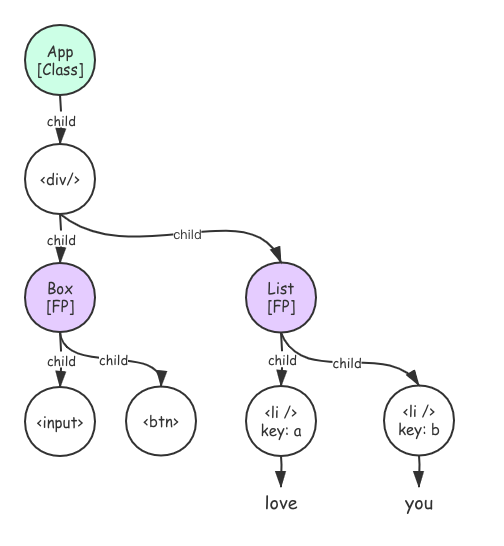 App
[Class]
child
<div/>
child
child
Box
[FP]
List
[FP]
child
child
child
child
<input>
<btn>
<li />
key: a
<li />
key: b
love
you